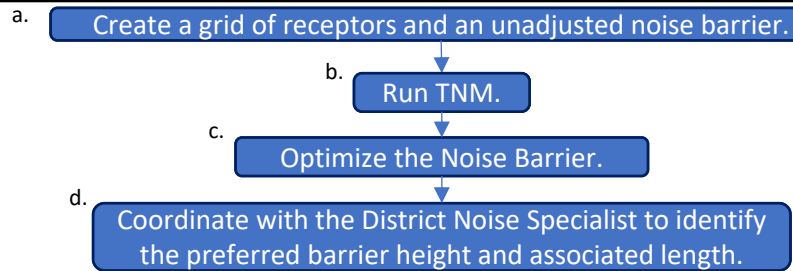 a.
Create a grid of receptors and an unadjusted noise barrier.
b.
Run TNM.
c.
Optimize the Noise Barrier.
d.
Coordinate with the District Noise Specialist to identify
the preferred barrier height and associated length.